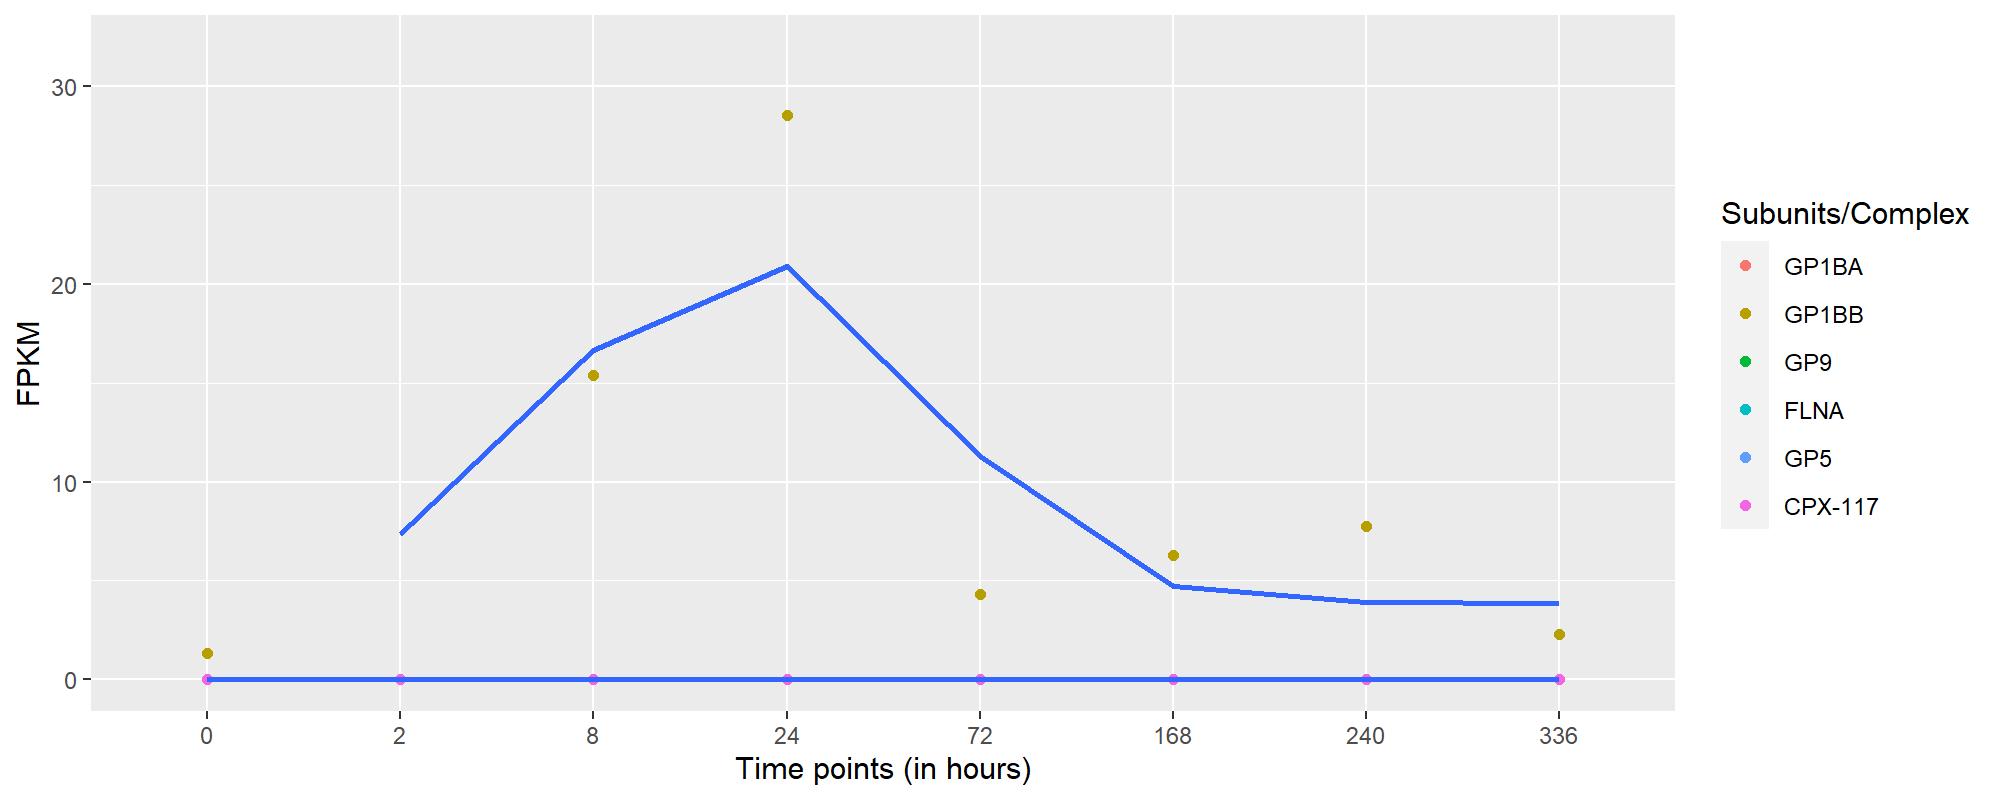 30
20
10
0
FPKM
0 2 8 24 72 168 240 336
Time points (in hours)
Subunits/Complex
GP1BA
GP1BB
GP9
FLNA
GP5
CPX-117